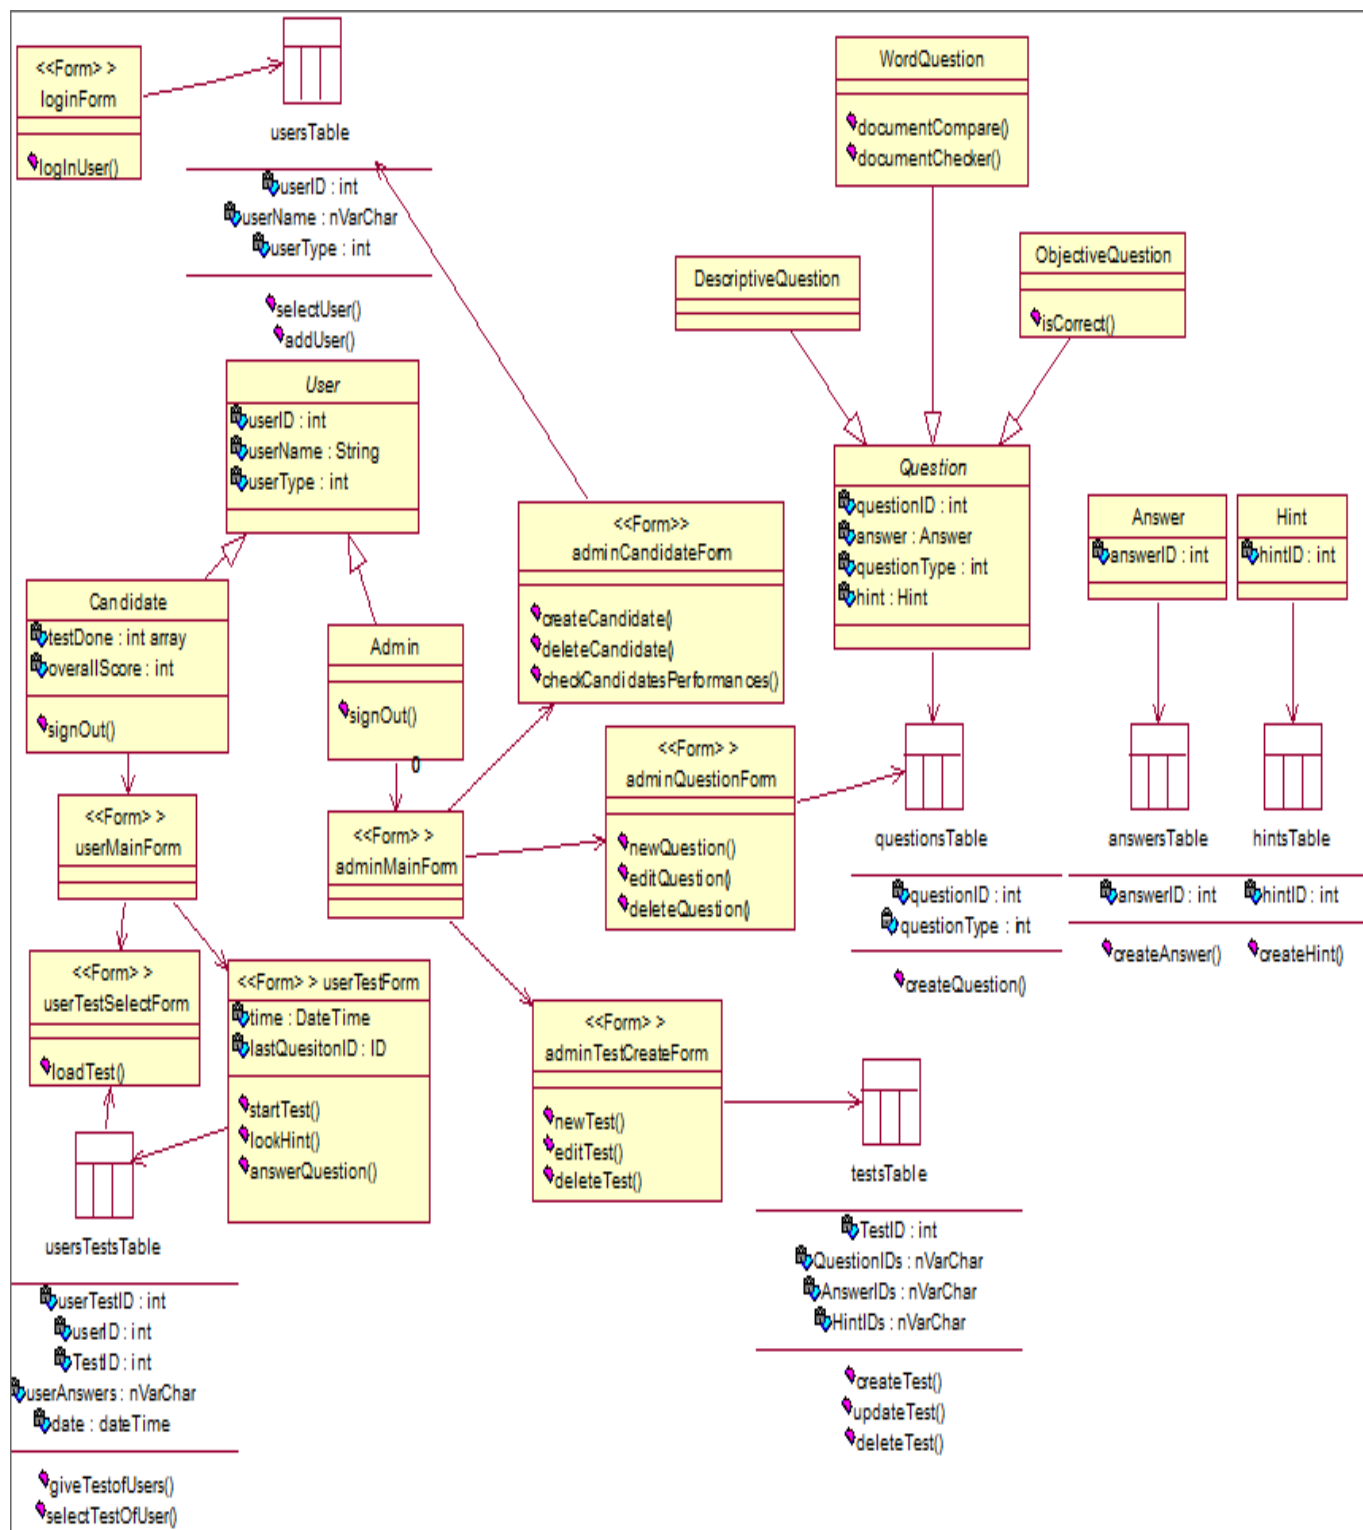 <<Form> >
loginForm
logInUser()
usersTable
userID : int
userName : nVarChar
userType : int
selectUser()
addUser()
WordQuestion
documentCompare()
documentChecker()
DescriptiveQuestion
ObjectiveQuestion
isCorrect()
User
userID : int
userName : String
userType : int
Question
questionID : int
answer : Answer
questionType : int
hint : Hint
Answer
answerID : int
Hint
hintID : int
<<Form>>
adminCandidateForm
createCandidate()
deleteCandidate()
checkCandidatesPerformances()
Candidate
testDone : int array
overallScore : int
signOut()
Admin
signOut()
0
<<Form> >
adminQuestionForm
newQuestion()
editQuestion()
deleteQuestion()
<<Form> >
userMainForm
<<Form> >
adminMainForm
questionsTable
questionID : int
questionType : int
createQuestion()
answersTable
answerID : int
createAnswer()
hintsTable
hintID : int
createHint()
<<Form> >
userTestSelectForm
loadTest()
<<Form> > userTestForm
time : DateTime
lastQuesitonID : ID
startTest()
lookHint()
answerQuestion()
<<Form> >
adminTestCreateForm
newTest()
editTest()
deleteTest()
testsTable
TestID : int
QuestionIDs : nVarChar
AnswerIDs : nVarChar
HintIDs : nVarChar
createTest()
updateTest()
deleteTest()
usersTestsTable
userTestID : int
userID : int
TestID : int
userAnswers : nVarChar
date : dateTime
giveTestofUsers()
selectTestOfUser()